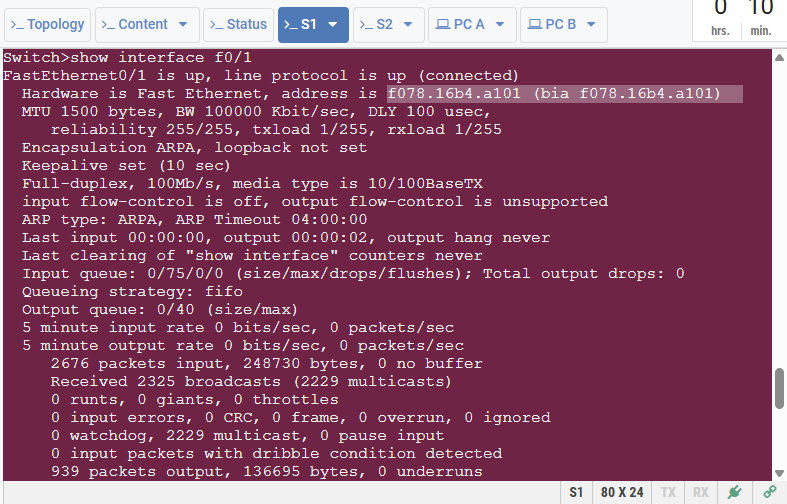 0 10
hrs. min.
>_ Topology >_ Content >_ Status >_ S1 >_ S2 PC A PC B
Switch>show interface f0/1
FastEthernet0/1 is up, line protocol is up (connected)
Hardware is Fast Ethernet, address is f078.16b4.a101 (bia f078.16b4.a101)
MTU 1500 bytes, BW 100000 Kbit/sec, DLY 100 usec,
reliability 255/255, txload 1/255, rxload 1/255
Encapsulation ARPA, loopback not set
Keepalive set (10 sec)
Full-duplex, 100Mb/s, media type is 10/100BaseTX
input flow-control is off, output flow-control is unsupported
ARP type: ARPA, ARP Timeout 04:00:00
Last input 00:00:00, output 00:00:02, output hang never
Last clearing of "show interface" counters never
Input queue: 0/75/0/0 (size/max/drops/flushes); Total output drops: 0
Queueing strategy: fifo
Output queue: 0/40 (size/max)
5 minute input rate 0 bits/sec, 0 packets/sec
5 minute output rate 0 bits/sec, 0 packets/sec
2676 packets input, 248730 bytes, 0 no buffer
Received 2325 broadcasts (2229 multicasts)
0 runts, 0 giants, 0 throttles
0 input errors, 0 CRC, 0 frame, 0 overrun, 0 ignored
0 watchdog, 2229 multicast, 0 pause input
0 input packets with dribble condition detected
939 packets output, 136695 bytes, 0 underruns
S1 80 X 24 TX RX